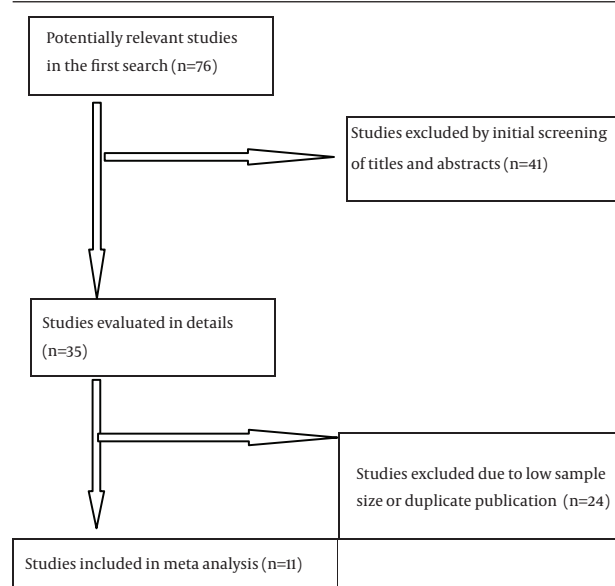 Potentially relevant studies
in the first search (n=76)
Studies excluded by initial screening
of titles and abstracts (n=41)
Studies evaluated in details
(n=35)
Studies excluded due to low sample
size or duplicate publication (n=24)
Studies included in meta analysis (n=11)